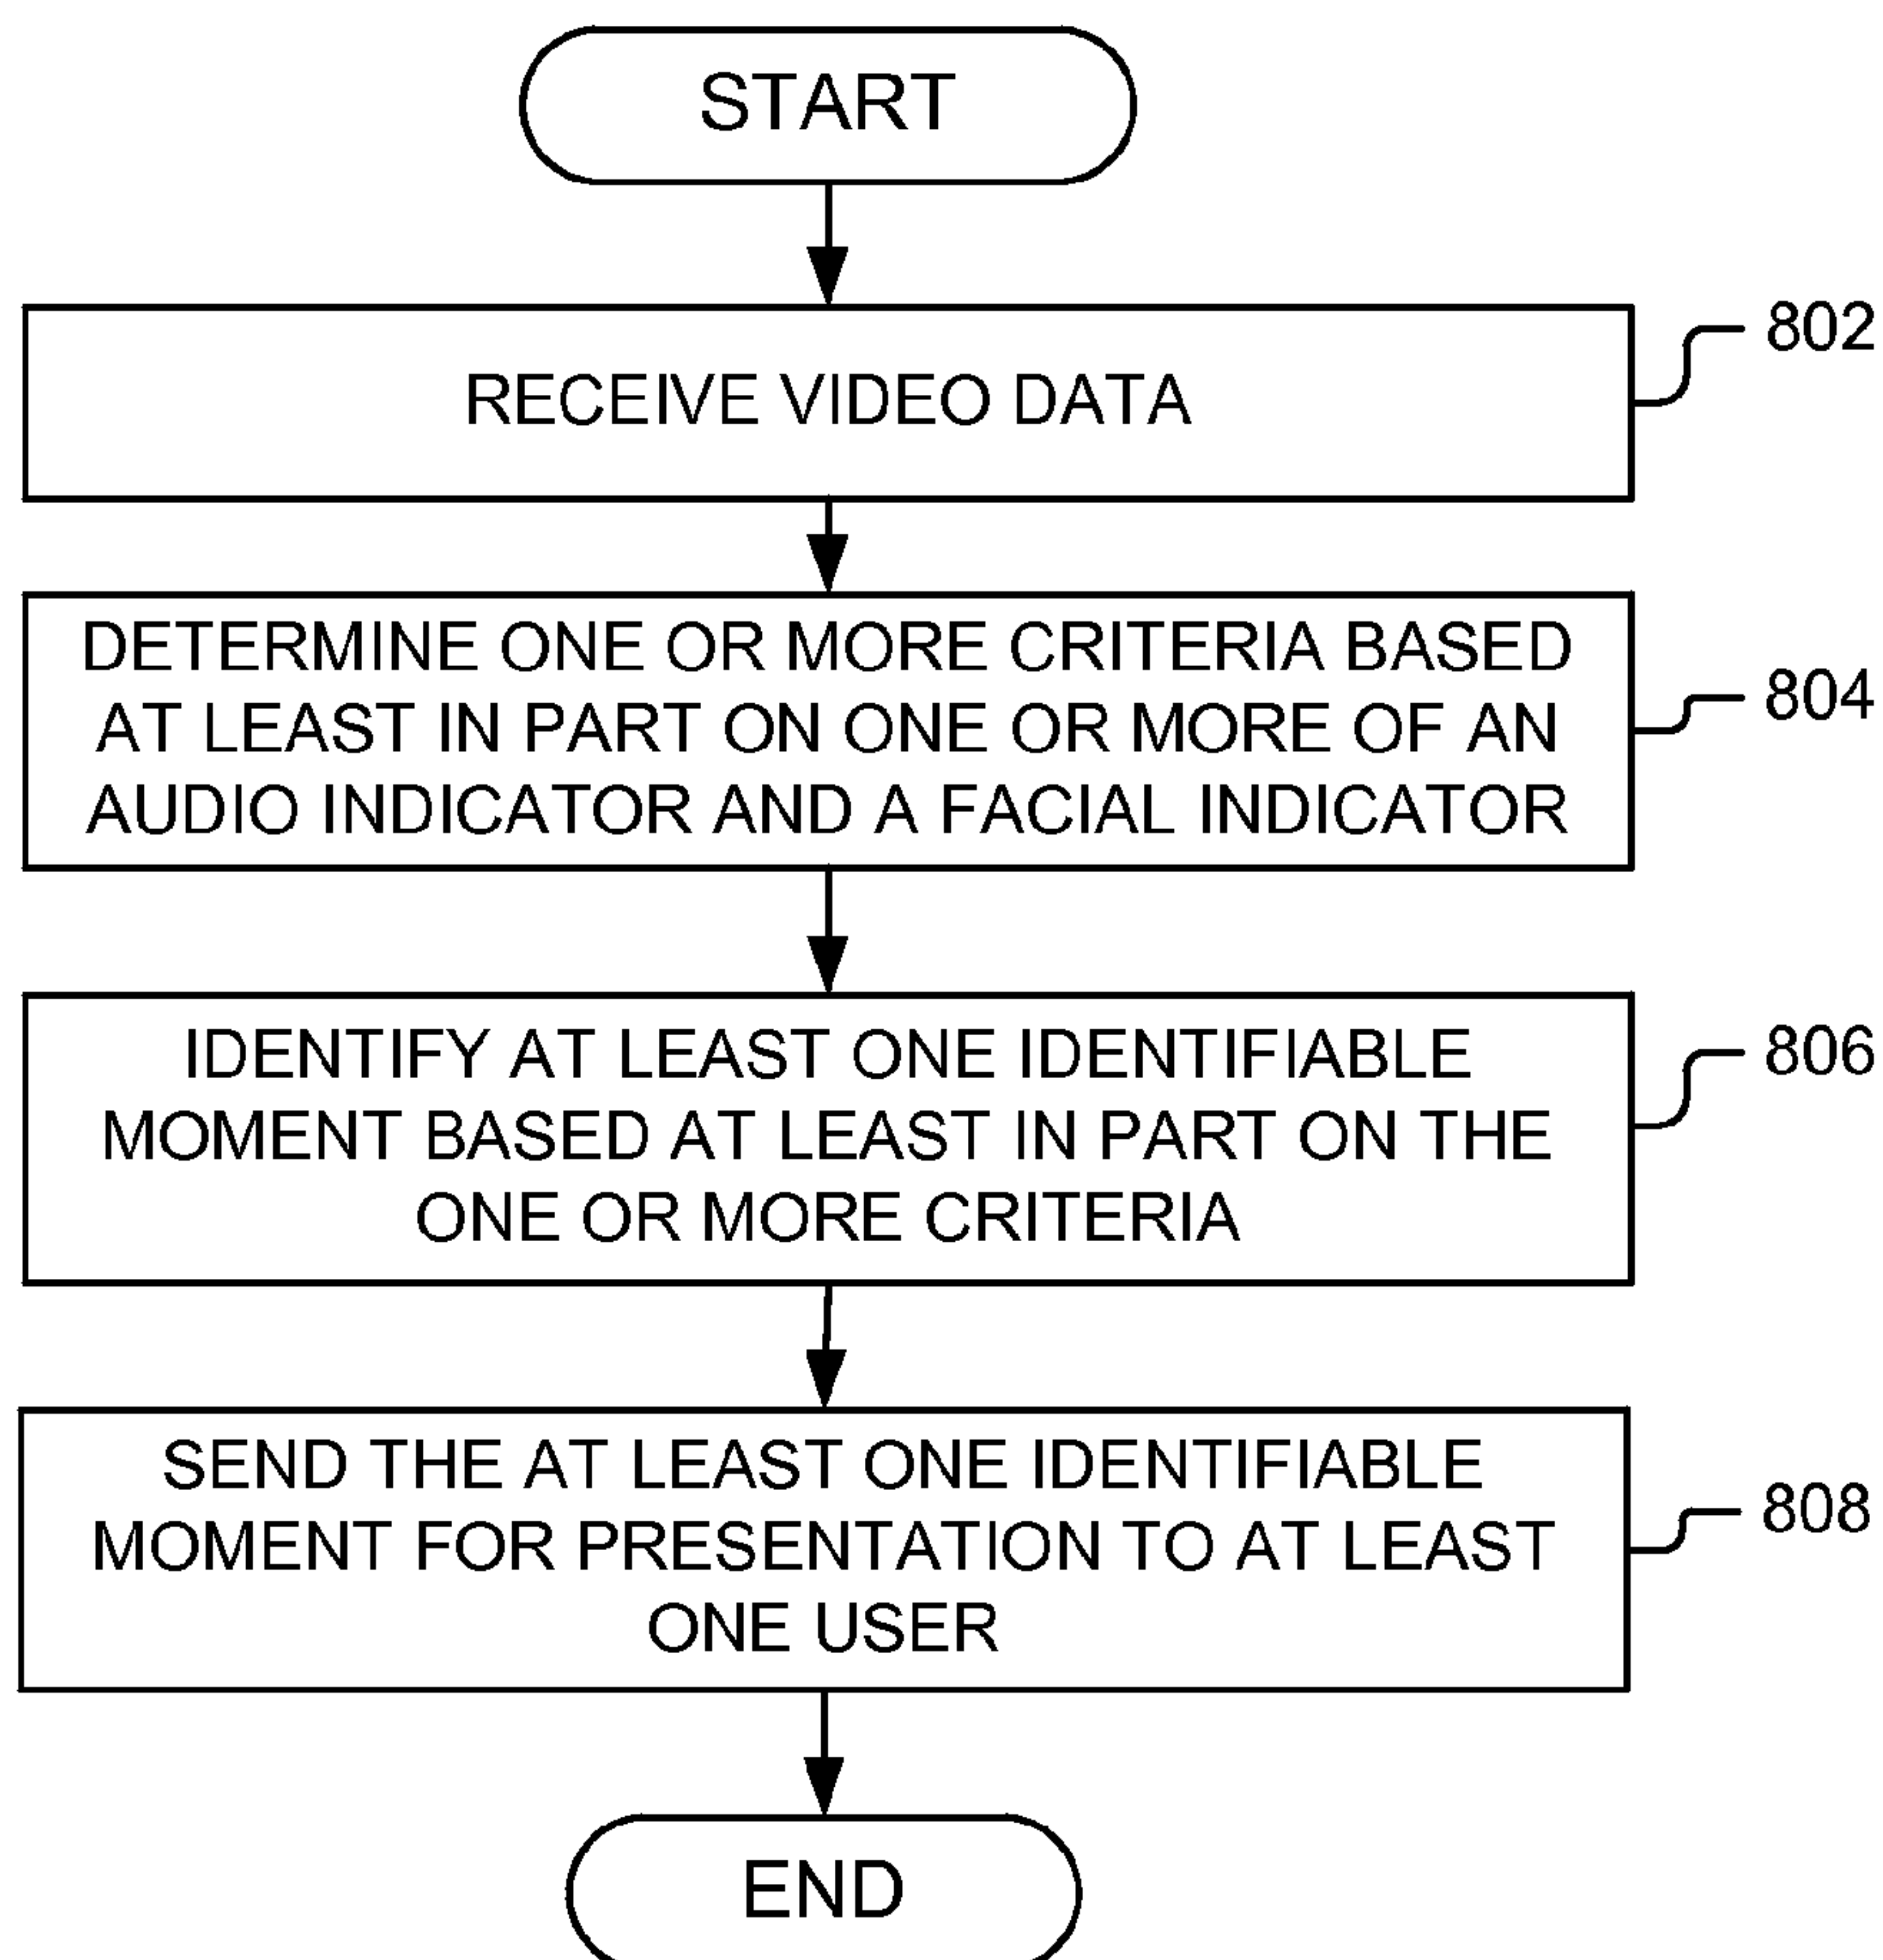 START
RECEIVE VIDEO DATA
802
DETERMINE ONE OR MORE CRITERIA BASED
AT LEAST IN PART ON ONE OR MORE OF AN
AUDIO INDICATOR AND A FACIAL INDICATOR
804
IDENTIFY AT LEAST ONE IDENTIFIABLE
MOMENT BASED AT LEAST IN PART ON THE
ONE OR MORE CRITERIA
806
SEND THE AT LEAST ONE IDENTIFIABLE
MOMENT FOR PRESENTATION TO AT LEAST
ONE USER
808
END